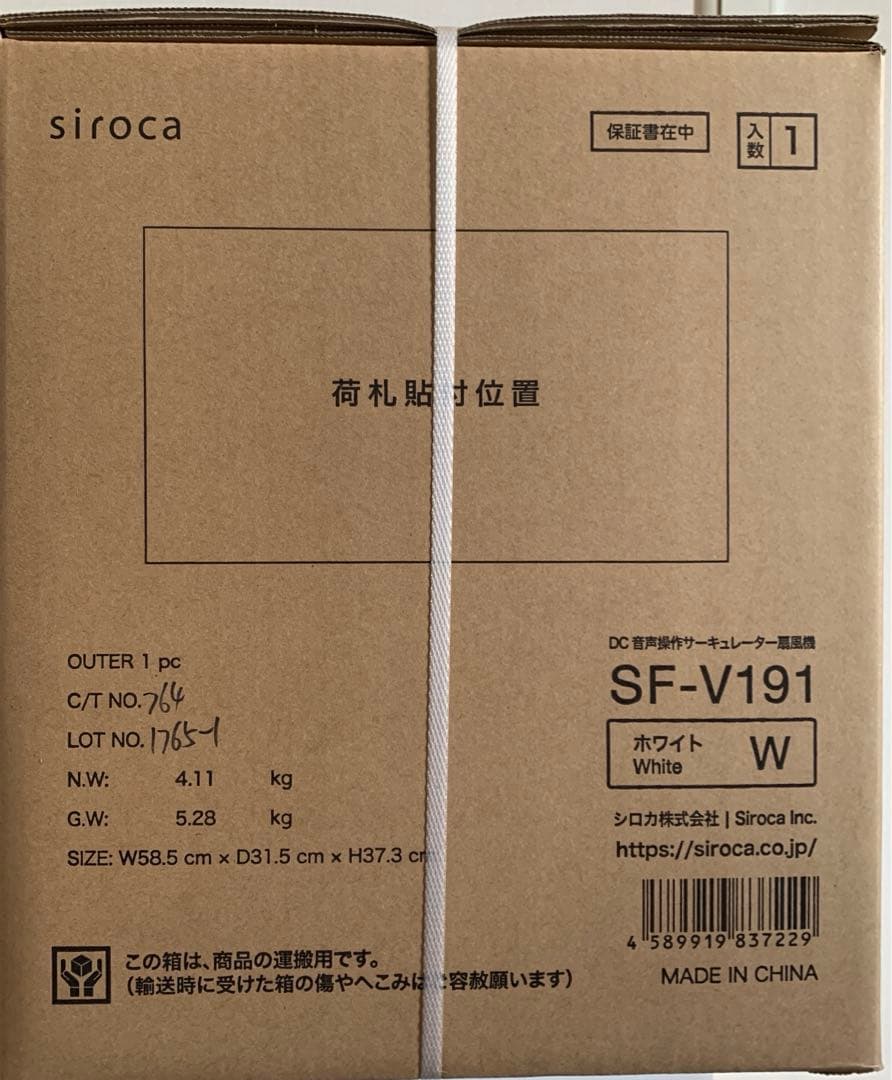 siroca
保証書在中
入数 1
荷札貼付位置
OUTER 1 pc
C/T NO. 764
LOT NO. 1765-1
N.W: 4.11 kg
G.W: 5.28 kg
SIZE: W58.5 cm × D31.5 cm × H37.3 cm
DC 音声操作サーキュレーター扇風機
SF-V191
ホワイト
White
W
シロカ株式会社 | Siroca Inc.
https://siroca.co.jp/
4 589919 837229
MADE IN CHINA
この箱は、商品の運搬用です。
(輸送時に受けた箱の傷やへこみはご容赦願います)